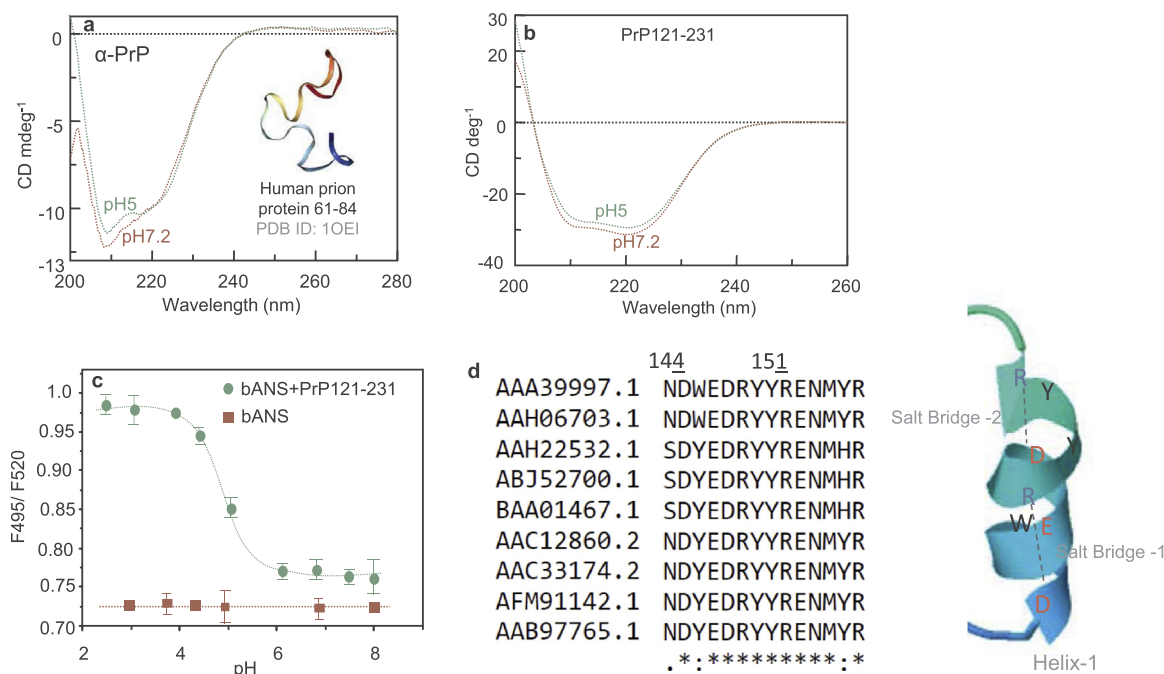 a
α-PrP
0
-5
-10
-13
CD mdeg-1
pH5
pH7.2
Human prion
protein 61-84
PDB ID: 1OEI
200 220 240 260 280
Wavelength (nm)
b
PrP121-231
30
20
0
-20
-40
CD deg-1
pH5
pH7.2
200 220 240 260
Wavelength (nm)
c
bANS+PrP121-231
bANS
1.0
0.95
0.90
0.85
0.80
0.75
0.70
F495/ F520
2 4 6 8
pH
d
144 151
AAA39997.1 NDWEDRYYRENMYR
AAH06703.1 NDWEDRYYRENMYR
AAH22532.1 SDYEDRYYRENMHR
ABJ52700.1 SDYEDRYYRENMHR
BAA01467.1 SDYEDRYYRENMHR
AAC12860.2 NDYEDRYYRENMYR
AAC33174.2 NDYEDRYYRENMYR
AFM91142.1 NDYEDRYYRENMYR
AAB97765.1 NDYEDRYYRENMYR
.*:*********:*
R
Y
Salt Bridge -2
Y
D
R
W
E
Salt Bridge -1
D
Helix-1